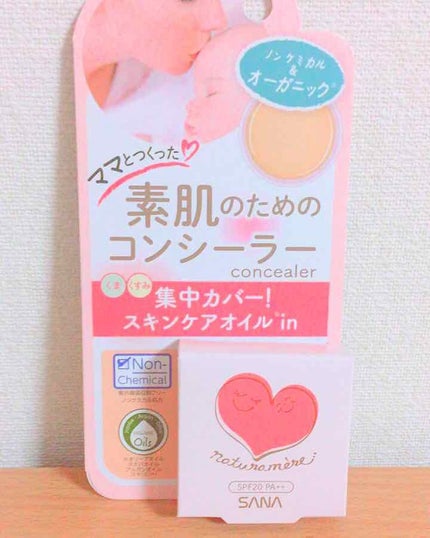 ノンケミカル
&
オーガニック
ママとつくった
素肌のための
コンシーラー
concealer
くま
くすみ
集中カバー!
スキンケアオイル in
Non-
Chemical
Oils
naturamère
SPF20 PA++
SANA